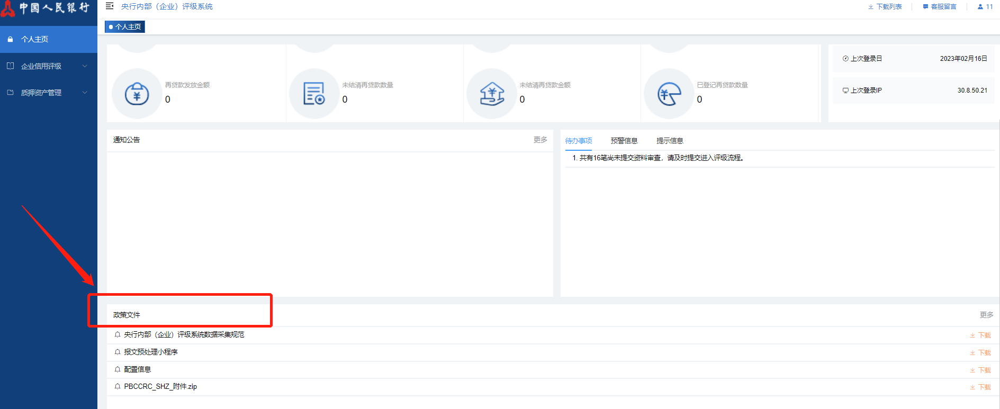 中国人民银行
央行内部（企业）评级系统
下载列表
客服留言
11
个人主页
个人主页
企业信用评级
质押资产管理
再贷款发放金额
0
未结清再贷款数量
0
未结清再贷款金额
0
已登记再贷款数量
0
上次登录日
2023年02月16日
上次登录IP
30.8.50.21
通知公告
更多
待办事项
预警信息
提示信息
1. 共有16笔尚未提交资料审查，请及时提交进入评级流程。
政策文件
更多
央行内部（企业）评级系统数据采集规范
下载
报文预处理小程序
下载
配置信息
下载
PBCCRC_SHZ_附件.zip
下载